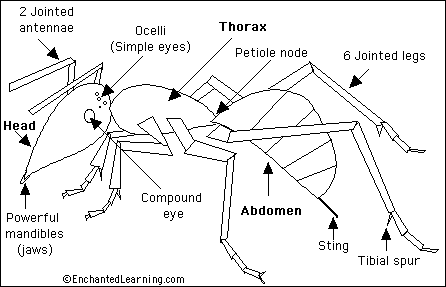 2 Jointed
antennae
Ocelli
(Simple eyes)
Thorax
Petiole node
6 Jointed legs
Head
Powerful
mandibles
(jaws)
Compound
eye
Abdomen
Sting
Tibial spur
©EnchantedLearning.com